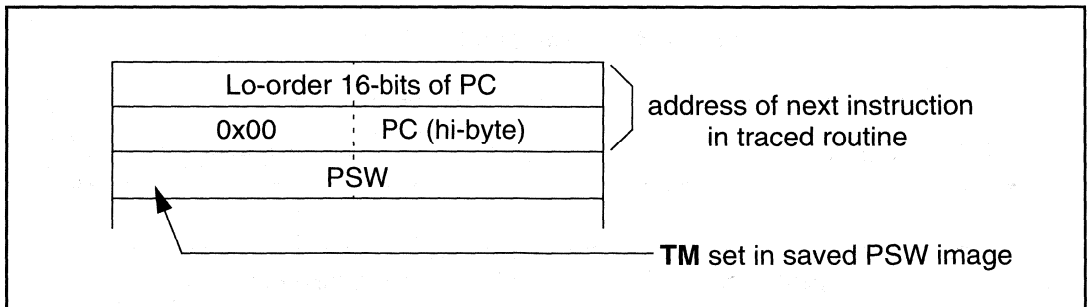 Lo-order 16-bits of PC
0x00 PC (hi-byte)
address of next instruction
in traced routine
PSW
TM set in saved PSW image